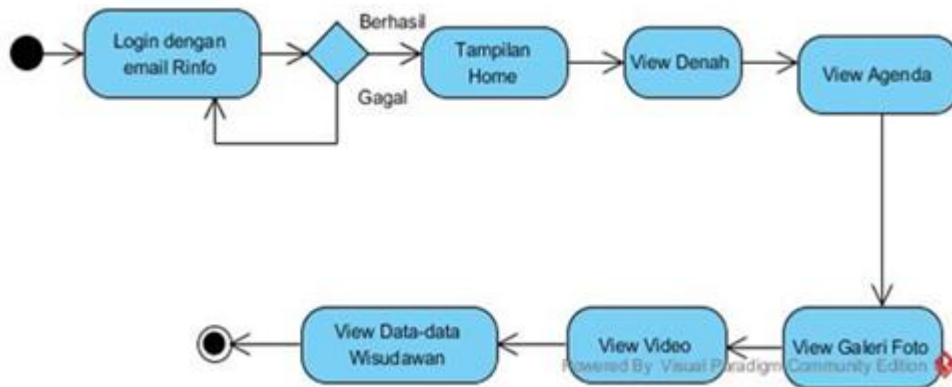 Login dengan
email Rinfo
Berhasil
Gagal
Tampilan
Home
View Denah
View Agenda
View Galeri Foto
View Video
View Data-data
Wisudawan
Powered By Visual Paradigm Community Edition